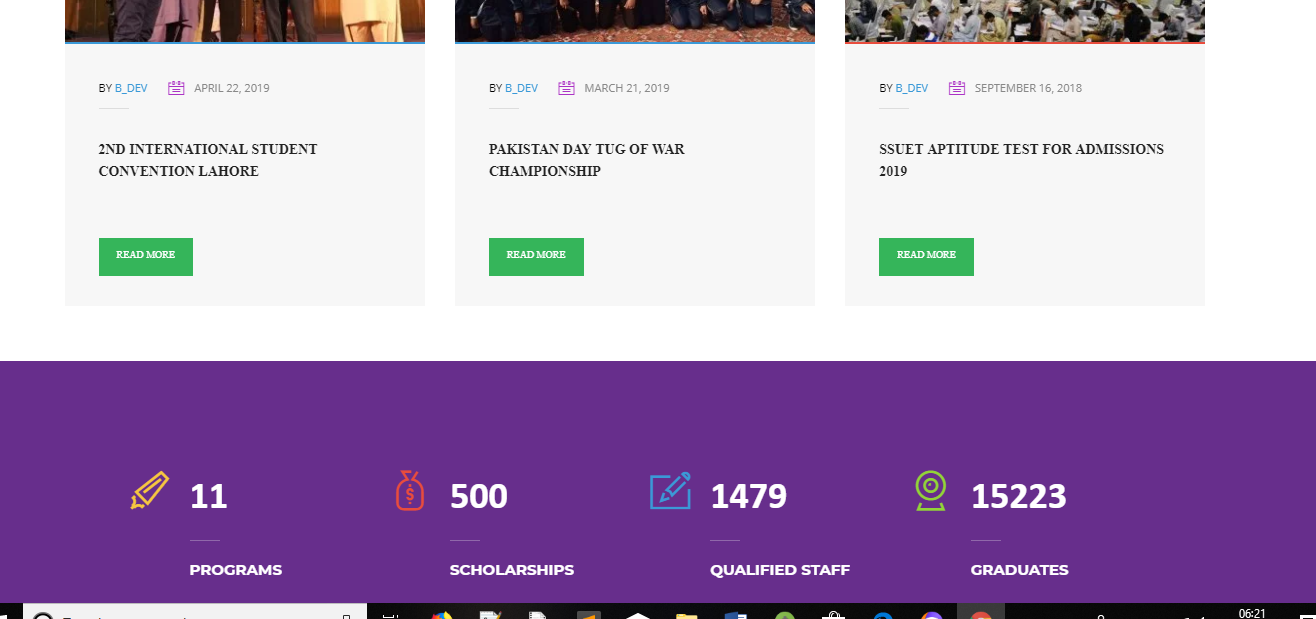 BY B_DEV APRIL 22, 2019
2ND INTERNATIONAL STUDENT
CONVENTION LAHORE
READ MORE
BY B_DEV MARCH 21, 2019
PAKISTAN DAY TUG OF WAR
CHAMPIONSHIP
READ MORE
BY B_DEV SEPTEMBER 16, 2018
SSUET APTITUDE TEST FOR ADMISSIONS
2019
READ MORE
11
PROGRAMS
$
500
SCHOLARSHIPS
1479
QUALIFIED STAFF
15223
GRADUATES
06:21